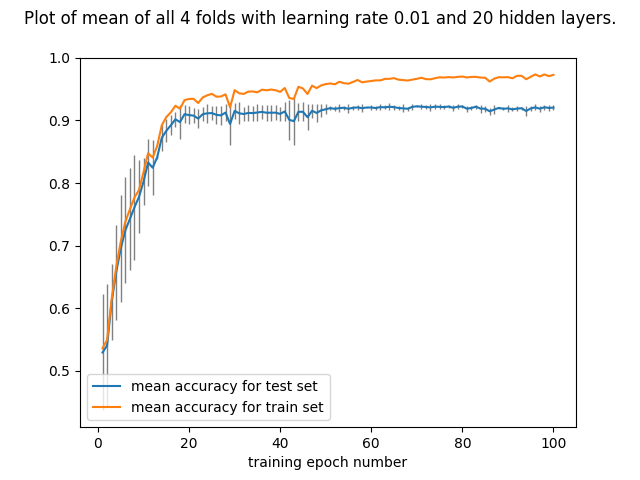 Plot of mean of all 4 folds with learning rate 0.01 and 20 hidden layers.
1.0
0.9
0.8
0.7
0.6
0.5
mean accuracy for test set
mean accuracy for train set
0 20 40 60 80 100
training epoch number